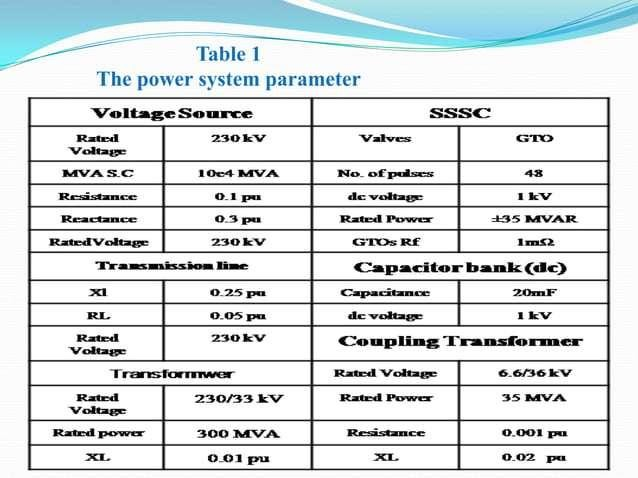 Table 1
The power system parameter
Voltage Source SSSC
Rated Voltage 230 kV Valves GTO
MVA S.C 10e4 MVA No. of pulses 48
Resistance 0.1 pu dc voltage 1 kV
Reactance 0.3 pu Rated Power ±35 MVAR
RatedVoltage 230 kV GTOs Rf 1mΩ
Transmission line Capacitor bank (dc)
Xl 0.25 pu Capacitance 20mF
RL 0.05 pu dc voltage 1 kV
Rated Voltage 230 kV Coupling Transformer
Transformwer Rated Voltage 6.6/36 kV
Rated Voltage 230/33 kV Rated Power 35 MVA
Rated power 300 MVA Resistance 0.001 pu
XL 0.01 pu XL 0.02 pu